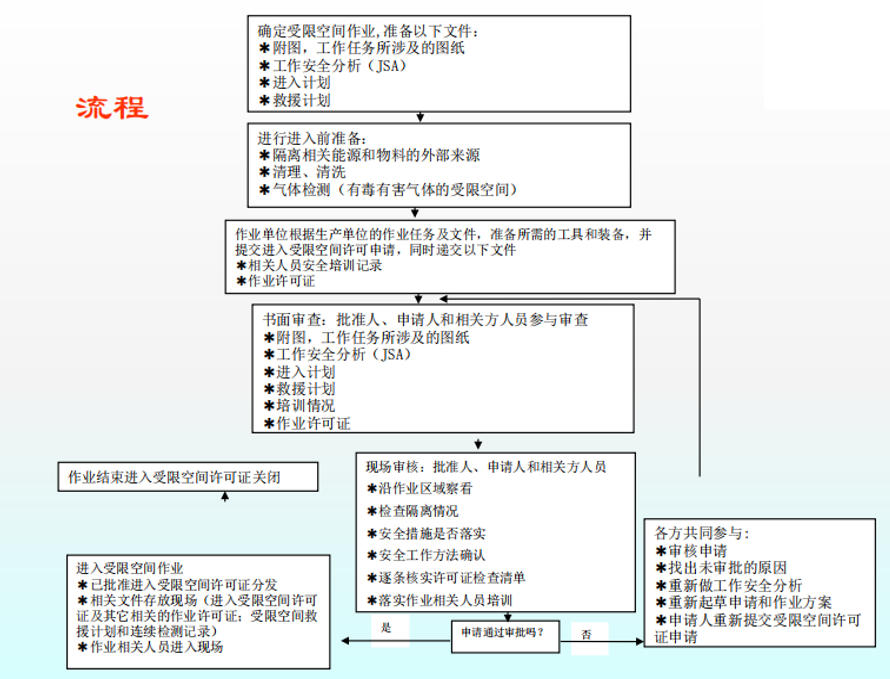 流程
确定受限空间作业,准备以下文件:
✱附图，工作任务所涉及的图纸
✱工作安全分析（JSA）
✱进入计划
✱救援计划
进行进入前准备:
✱隔离相关能源和物料的外部来源
✱清理、清洗
✱气体检测（有毒有害气体的受限空间）
作业单位根据生产单位的作业任务及文件，准备所需的工具和装备，并
提交进入受限空间许可申请，同时递交以下文件
✱相关人员安全培训记录
✱作业许可证
书面审查：批准人、申请人和相关方人员参与审查
✱附图，工作任务所涉及的图纸
✱工作安全分析（JSA）
✱进入计划
✱救援计划
✱培训情况
✱作业许可证
现场审核：批准人、申请人和相关方人员
✱沿作业区域察看
✱检查隔离情况
✱安全措施是否落实
✱安全工作方法确认
✱逐条核实许可证检查清单
✱落实作业相关人员培训
申请通过审批吗？
是
否
作业结束进入受限空间许可证关闭
进入受限空间作业
✱已批准进入受限空间许可证分发
✱相关文件存放现场（进入受限空间许可
证及其它相关的作业许可证；受限空间救
援计划和连续检测记录）
✱作业相关人员进入现场
各方共同参与:
✱审核申请
✱找出未审批的原因
✱重新做工作安全分析
✱重新起草申请和作业方案
✱申请人重新提交受限空间许可
证申请